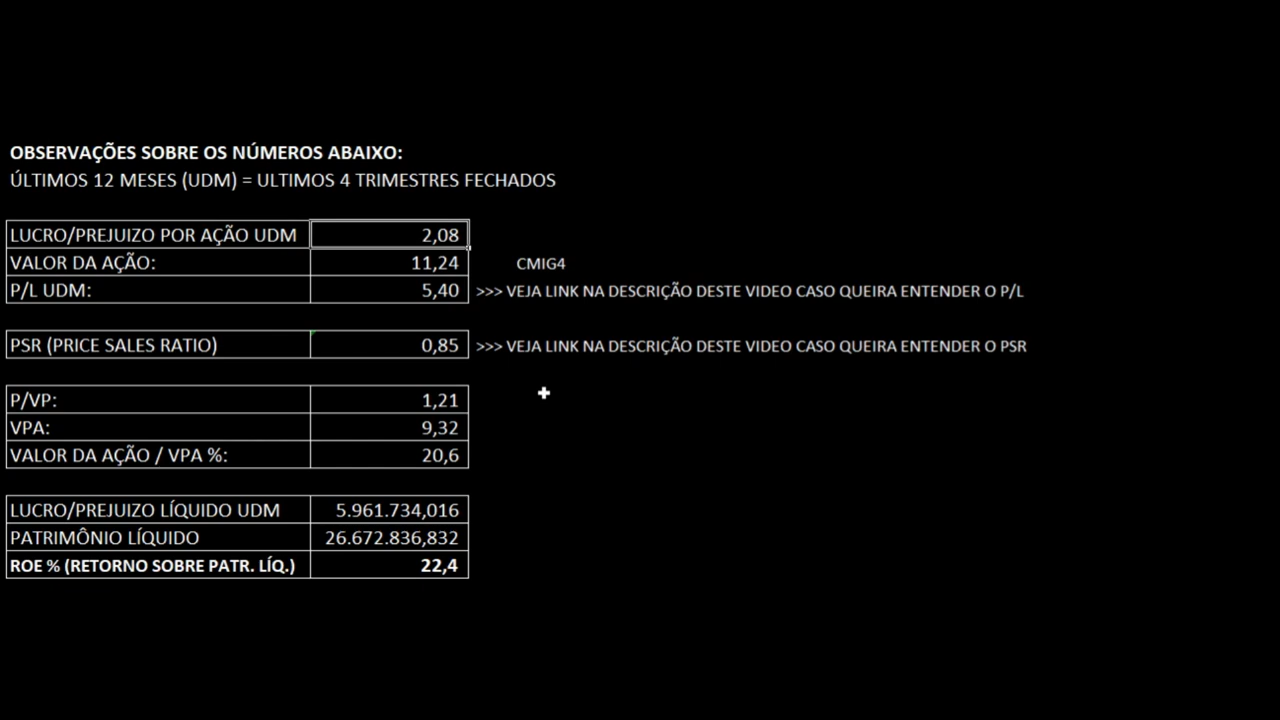 OBSERVAÇÕES SOBRE OS NÚMEROS ABAIXO:
ÚLTIMOS 12 MESES (UDM) = ULTIMOS 4 TRIMESTRES FECHADOS
LUCRO/PREJUIZO POR AÇÃO UDM 2,08
VALOR DA AÇÃO: 11,24 CMIG4
P/L UDM: 5,40 >>> VEJA LINK NA DESCRIÇÃO DESTE VIDEO CASO QUEIRA ENTENDER O P/L
PSR (PRICE SALES RATIO) 0,85 >>> VEJA LINK NA DESCRIÇÃO DESTE VIDEO CASO QUEIRA ENTENDER O PSR
P/VP: 1,21
VPA: 9,32
VALOR DA AÇÃO / VPA %: 20,6
LUCRO/PREJUIZO LÍQUIDO UDM 5.961.734,016
PATRIMÔNIO LÍQUIDO 26.672.836,832
ROE % (RETORNO SOBRE PATR. LÍQ.) 22,4